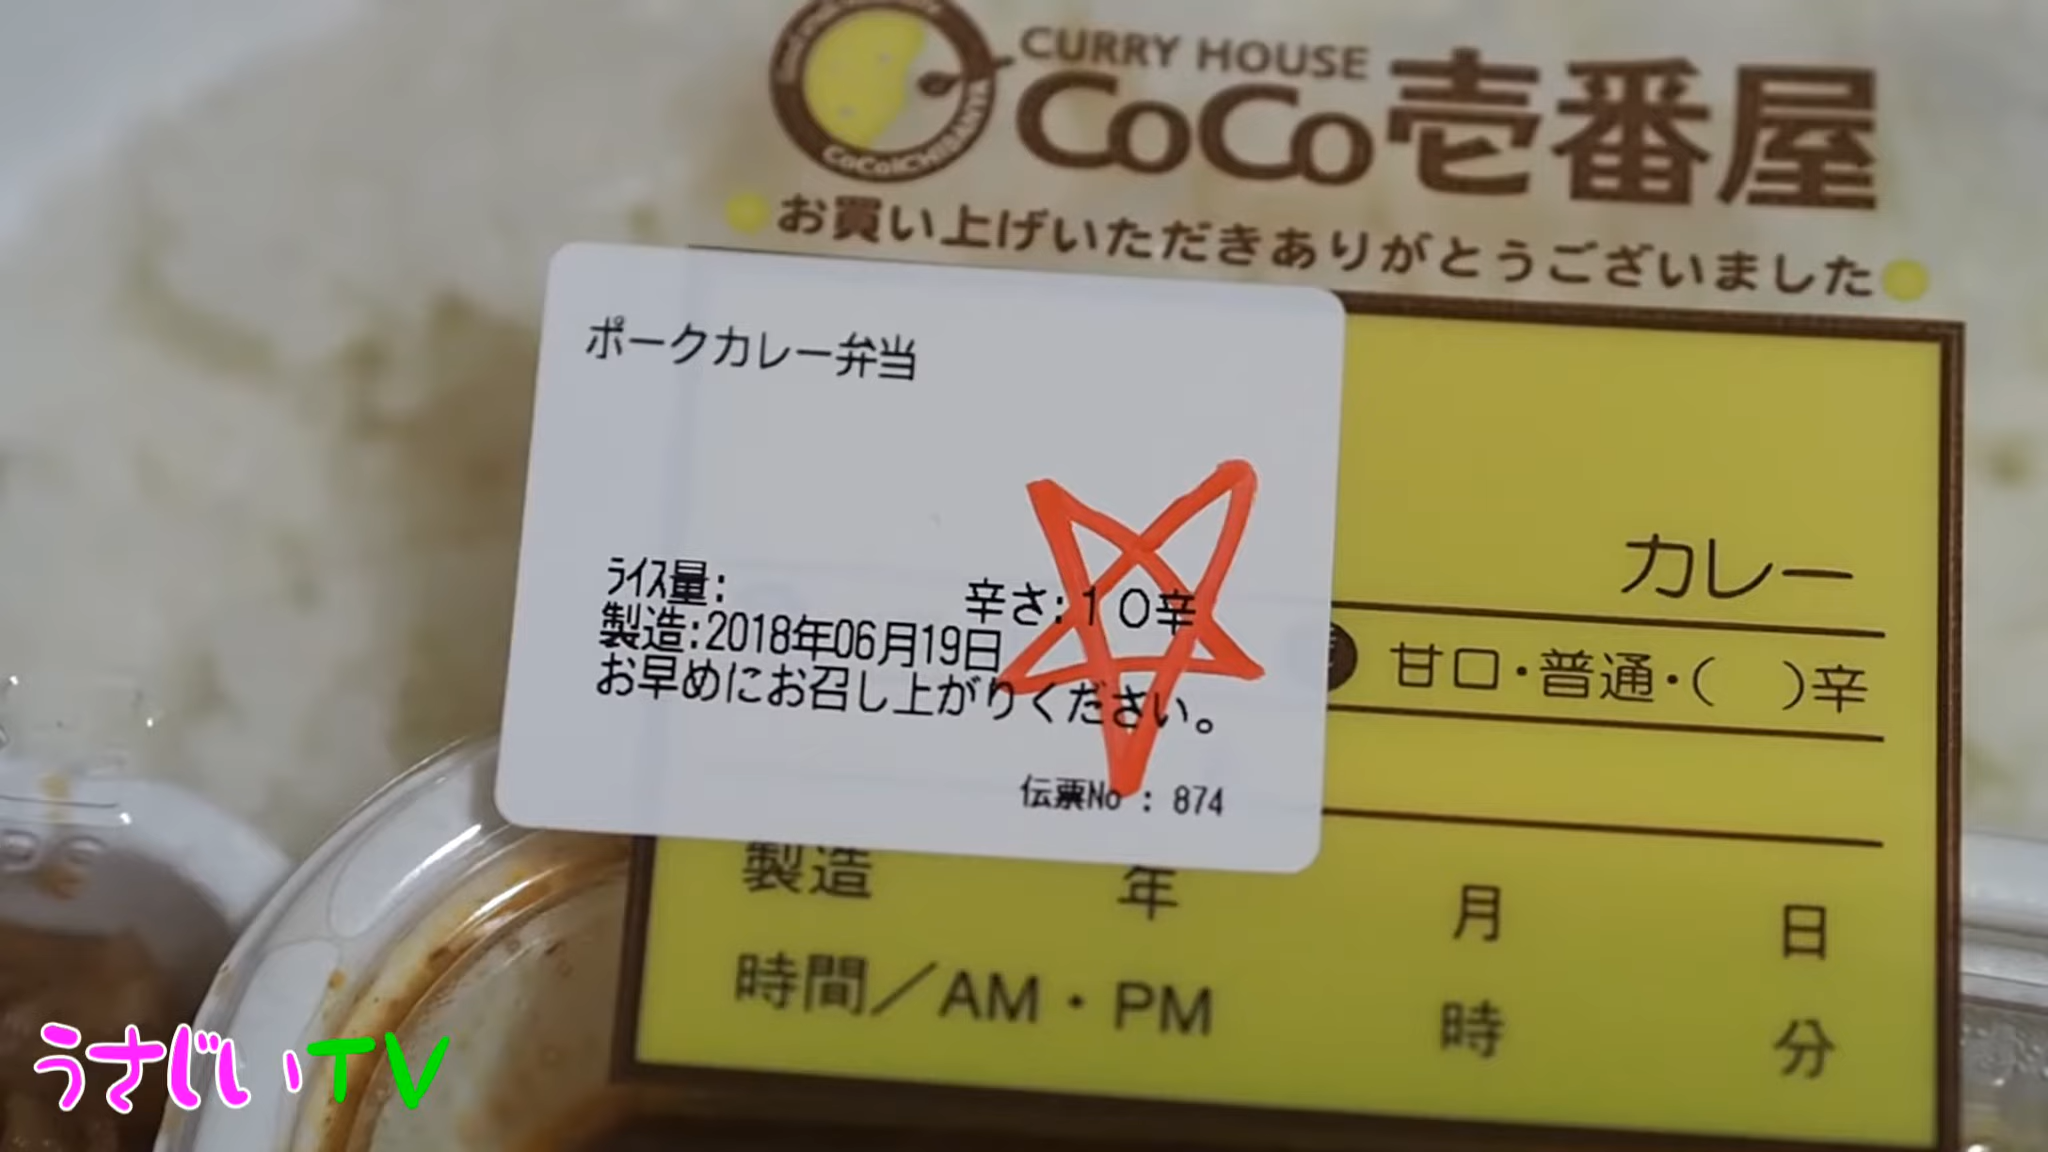 CURRY HOUSE
CoCo壱番屋
CoCoICHIBANYA
お買い上げいただきありがとうございました
ポークカレー弁当
カレー
ライス量:
辛さ:10辛
甘口・普通・( )辛
製造:2018年06月19日
お早めにお召し上がりください。
伝票No : 874
製造 年 月 日
時間/AM・PM 時 分
うさじいTV